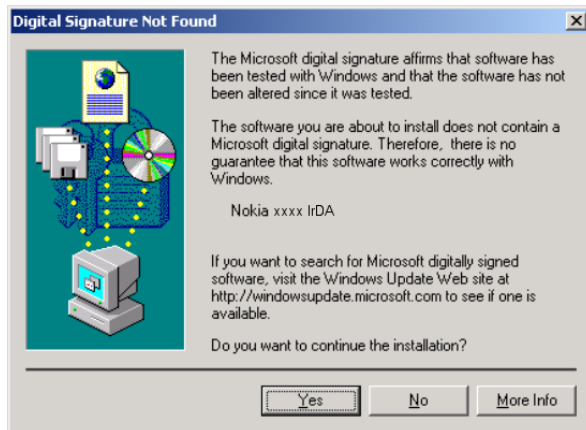 Digital Signature Not Found
The Microsoft digital signature affirms that software has
been tested with Windows and that the software has not
been altered since it was tested.
The software you are about to install does not contain a
Microsoft digital signature. Therefore, there is no
guarantee that this software works correctly with
Windows.
Nokia xxxx IrDA
If you want to search for Microsoft digitally signed
software, visit the Windows Update Web site at
http://windowsupdate.microsoft.com to see if one is
available.
Do you want to continue the installation?
Yes No More Info